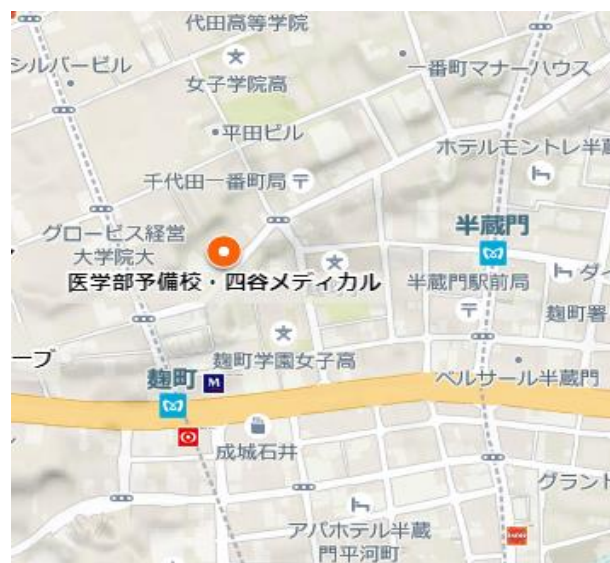 代田高等学院
シルバービル
女子学院高
一番町マナーハウス
平田ビル
ホテルモントレ半蔵
千代田一番町局
グロービス経営
大学院大
半蔵門
医学部予備校・四谷メディカル
半蔵門駅前局
ダイ
麹町署
ーブ
麹町学園女子高
麹町
M
ベルサール半蔵門
成城石井
グランド
アパホテル半蔵
門平河町